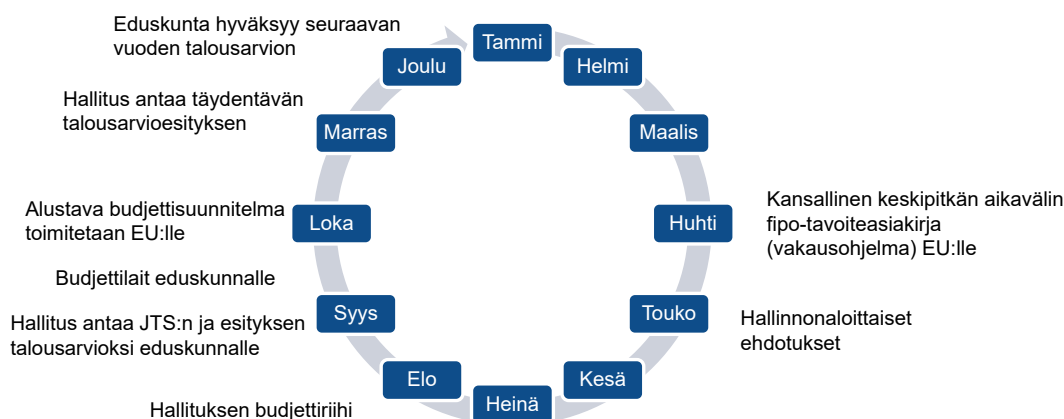 Eduskunta hyväksyy seuraavan
vuoden talousarvion
Tammi
Joulu
Helmi
Hallitus antaa täydentävän
talousarvioesityksen
Marras
Maalis
Alustava budjettisuunnitelma
toimitetaan EU:lle
Loka
Huhti
Kansallinen keskipitkän aikavälin
fipo-tavoiteasiakirja
(vakausohjelma) EU:lle
Budjettilait eduskunnalle
Hallitus antaa JTS:n ja esityksen
talousarvioksi eduskunnalle
Syys
Touko
Hallinnonaloittaiset
ehdotukset
Elo
Kesä
Heinä
Hallituksen budjettiriihi